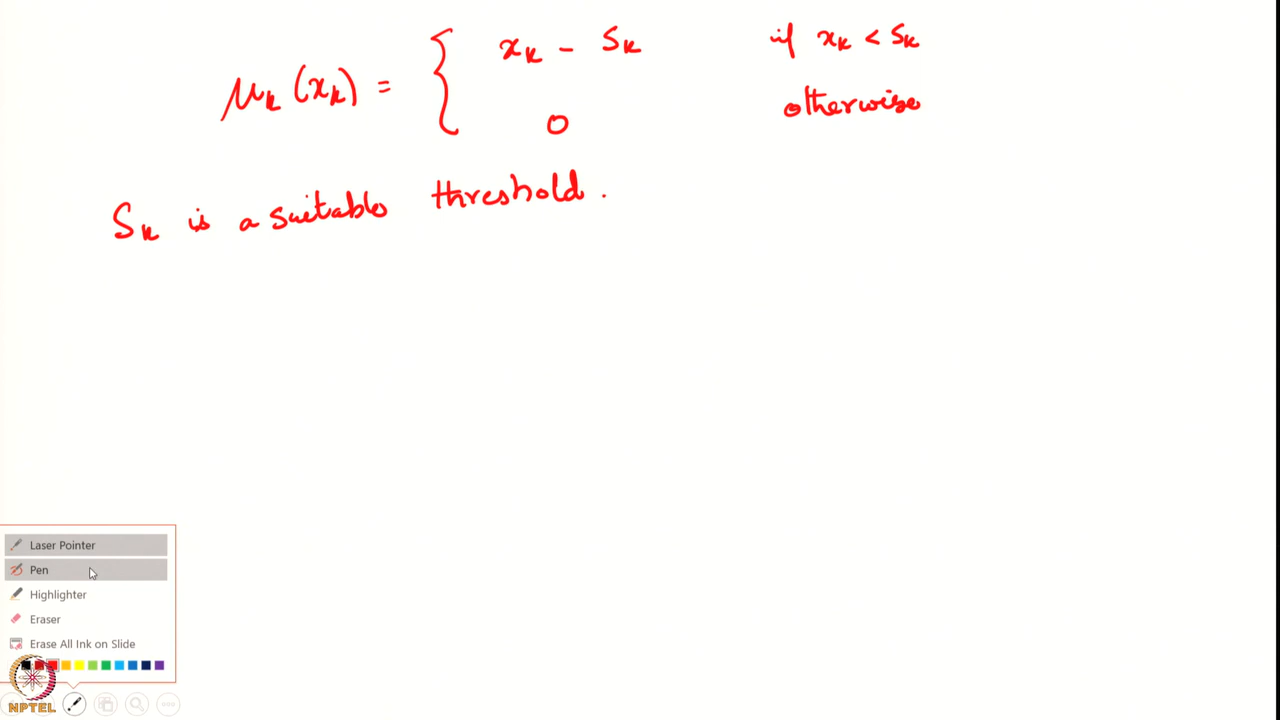 μk (xk) = { xk - Sk if xk < Sk
0 otherwise
Sk is a suitable threshold.
Laser Pointer
Pen
Highlighter
Eraser
Erase All Ink on Slide
NPTEL